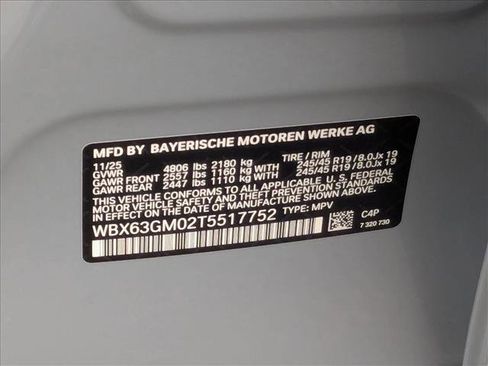 MFD BY BAYERISCHE MOTOREN WERKE AG
11/25 TIRE / RIM
GVWR 4806 lbs 2180 kg
GAWR FRONT 2557 lbs 1160 kg 245/45 R19 / 8.0Jx 19
GAWR REAR 2447 lbs 1110 kg 245/45 R19 / 8.0Jx 19
THIS VEHICLE CONFORMS TO ALL APPLICABLE U.S. FEDERAL
MOTOR VEHICLE SAFETY AND THEFT PREVENTION STANDARDS
IN EFFECT ON THE DATE OF MANUFACTURE SHOWN ABOVE.
WBX63GM02T5517752 TYPE: MPV
C4P
7 320 730